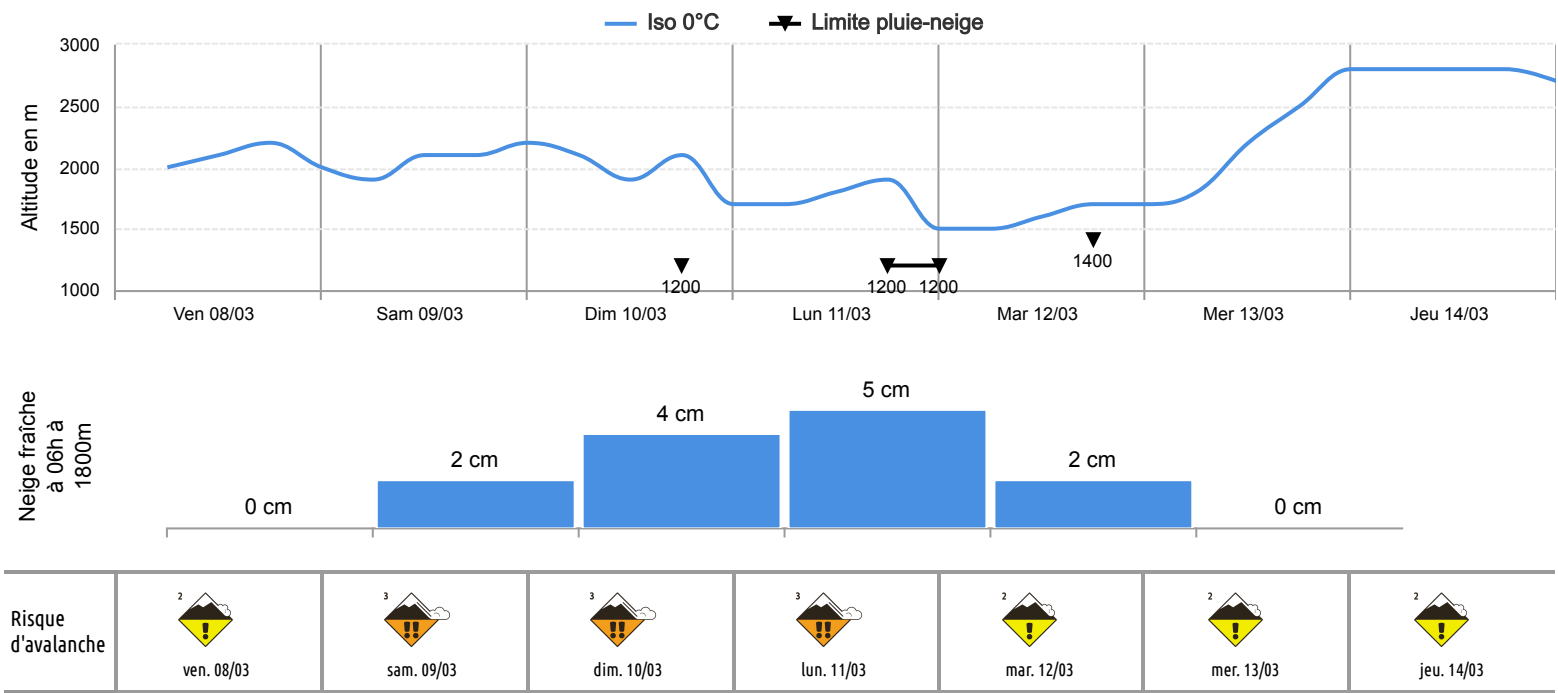 Iso 0°C Limite pluie-neige
Altitude en m
3000
2500
2000
1500
1000
1200
1200 1200
1400
Ven 08/03 Sam 09/03 Dim 10/03 Lun 11/03 Mar 12/03 Mer 13/03 Jeu 14/03
Neige fraîche
à 06h à
1800m
0 cm
2 cm
4 cm
5 cm
2 cm
0 cm
Risque
d'avalanche
2 3 3 3 2 2 2
! !! !! !! ! ! !
ven. 08/03 sam. 09/03 dim. 10/03 lun. 11/03 mar. 12/03 mer. 13/03 jeu. 14/03